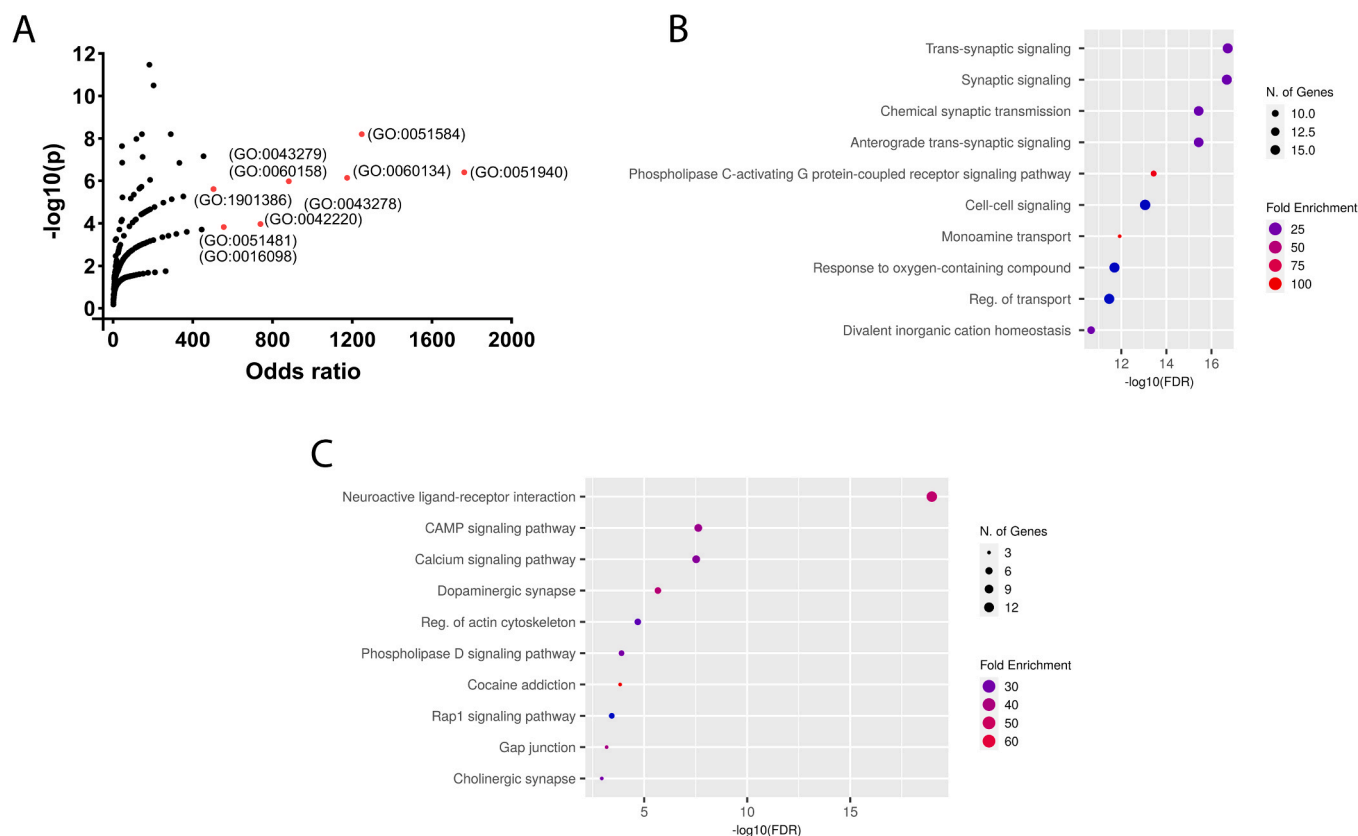 A
12
10
8
6
4
2
0
-log10(p)
(GO:0051584)
(GO:0043279)
(GO:0060158)
(GO:0060134)
(GO:0051940)
(GO:1901386)
(GO:0043278)
(GO:0042220)
(GO:0051481)
(GO:0016098)
0 400 800 1200 1600 2000
Odds ratio
B
Trans-synaptic signaling
Synaptic signaling
Chemical synaptic transmission
Anterograde trans-synaptic signaling
Phospholipase C-activating G protein-coupled receptor signaling pathway
Cell-cell signaling
Monoamine transport
Response to oxygen-containing compound
Reg. of transport
Divalent inorganic cation homeostasis
12 14 16
-log10(FDR)
N. of Genes
10.0
12.5
15.0
Fold Enrichment
25
50
75
100
C
Neuroactive ligand-receptor interaction
CAMP signaling pathway
Calcium signaling pathway
Dopaminergic synapse
Reg. of actin cytoskeleton
Phospholipase D signaling pathway
Cocaine addiction
Rap1 signaling pathway
Gap junction
Cholinergic synapse
5 10 15
-log10(FDR)
N. of Genes
3
6
9
12
Fold Enrichment
30
40
50
60